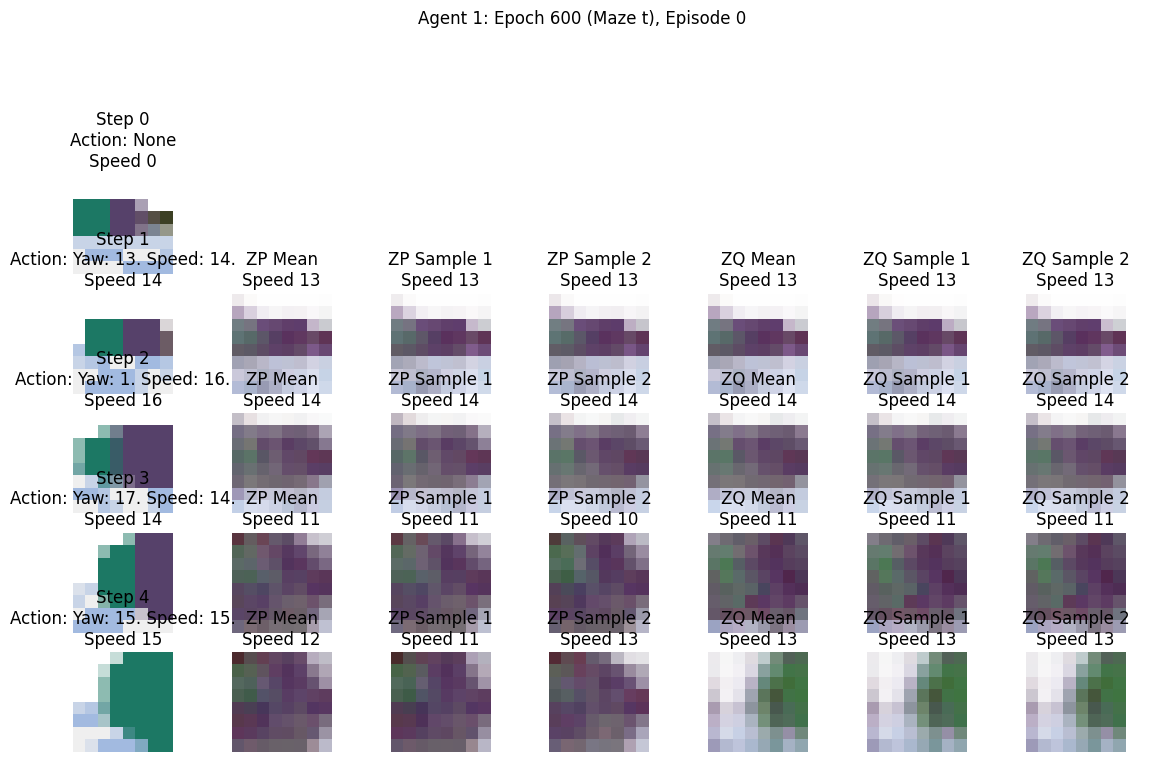 Agent 1: Epoch 600 (Maze t), Episode 0
Step 0
Action: None
Speed 0
Step 1
Action: Yaw: 13. Speed: 14.
Speed 14
ZP Mean
Speed 13
ZP Sample 1
Speed 13
ZP Sample 2
Speed 13
ZQ Mean
Speed 13
ZQ Sample 1
Speed 13
ZQ Sample 2
Speed 13
Step 2
Action: Yaw: 1. Speed: 16.
Speed 16
ZP Mean
Speed 14
ZP Sample 1
Speed 14
ZP Sample 2
Speed 14
ZQ Mean
Speed 14
ZQ Sample 1
Speed 14
ZQ Sample 2
Speed 14
Step 3
Action: Yaw: 17. Speed: 14.
Speed 14
ZP Mean
Speed 11
ZP Sample 1
Speed 11
ZP Sample 2
Speed 10
ZQ Mean
Speed 11
ZQ Sample 1
Speed 11
ZQ Sample 2
Speed 11
Step 4
Action: Yaw: 15. Speed: 15.
Speed 15
ZP Mean
Speed 12
ZP Sample 1
Speed 11
ZP Sample 2
Speed 13
ZQ Mean
Speed 13
ZQ Sample 1
Speed 13
ZQ Sample 2
Speed 13